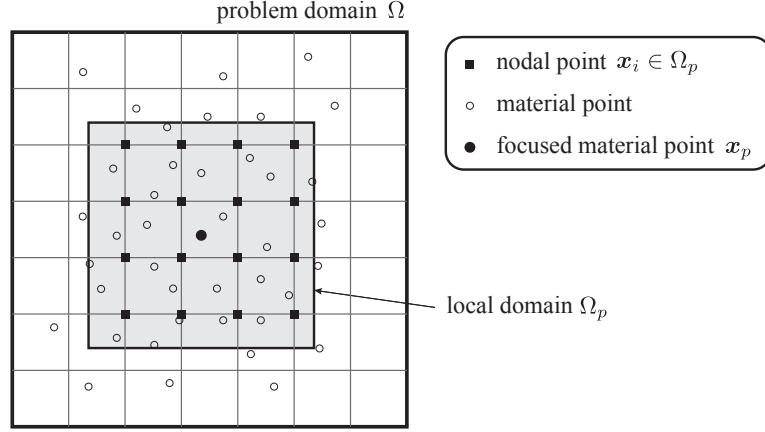 problem domain Ω
nodal point 𝒙ᵢ ∈ Ωₚ
material point
focused material point 𝒙ₚ
local domain Ωₚ